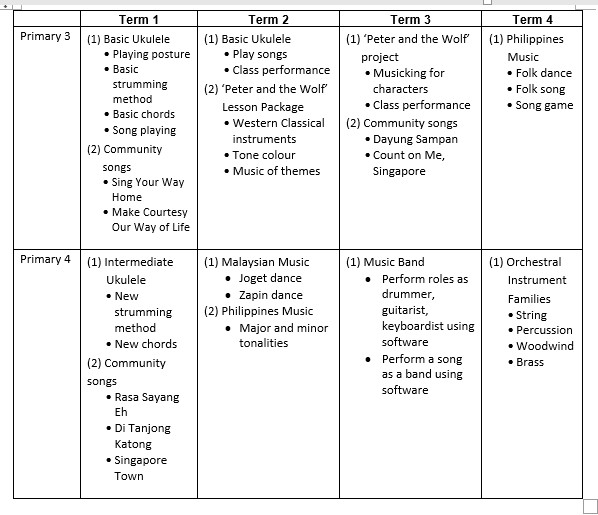 Term 1
Term 2
Term 3
Term 4
Primary 3
(1) Basic Ukulele
• Playing posture
• Basic
strumming
method
• Basic chords
• Song playing
(2) Community
songs
• Sing Your Way
Home
• Make Courtesy
Our Way of Life
(1) Basic Ukulele
• Play songs
• Class performance
(2) ‘Peter and the Wolf’
Lesson Package
• Western Classical
instruments
• Tone colour
• Music of themes
(1) ‘Peter and the Wolf’
project
• Musicking for
characters
• Class performance
(2) Community songs
• Dayung Sampan
• Count on Me,
Singapore
(1) Philippines
Music
• Folk dance
• Folk song
• Song game
Primary 4
(1) Intermediate
Ukulele
• New
strumming
method
• New chords
(2) Community
songs
• Rasa Sayang
Eh
• Di Tanjong
Katong
• Singapore
Town
(1) Malaysian Music
• Joget dance
• Zapin dance
(2) Philippines Music
• Major and minor
tonalities
(1) Music Band
• Perform roles as
drummer,
guitarist,
keyboardist using
software
• Perform a song
as a band using
software
(1) Orchestral
Instrument
Families
• String
• Percussion
• Woodwind
• Brass